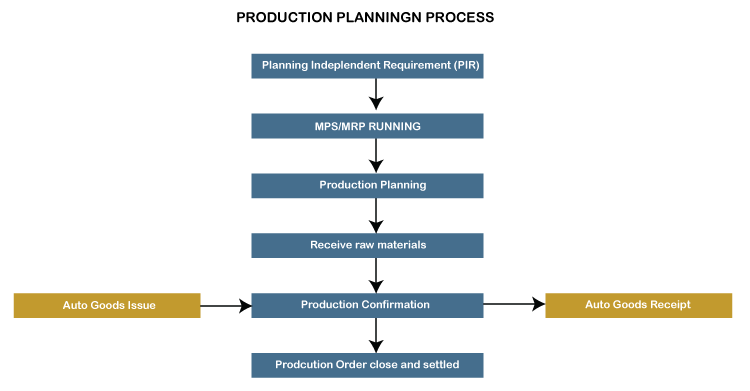 PRODUCTION PLANNINGN PROCESS
Planning Indeplendent Requirement (PIR)
MPS/MRP RUNNING
Production Planning
Receive raw materials
Auto Goods Issue
Production Confirmation
Auto Goods Receipt
Prodcution Order close and settled